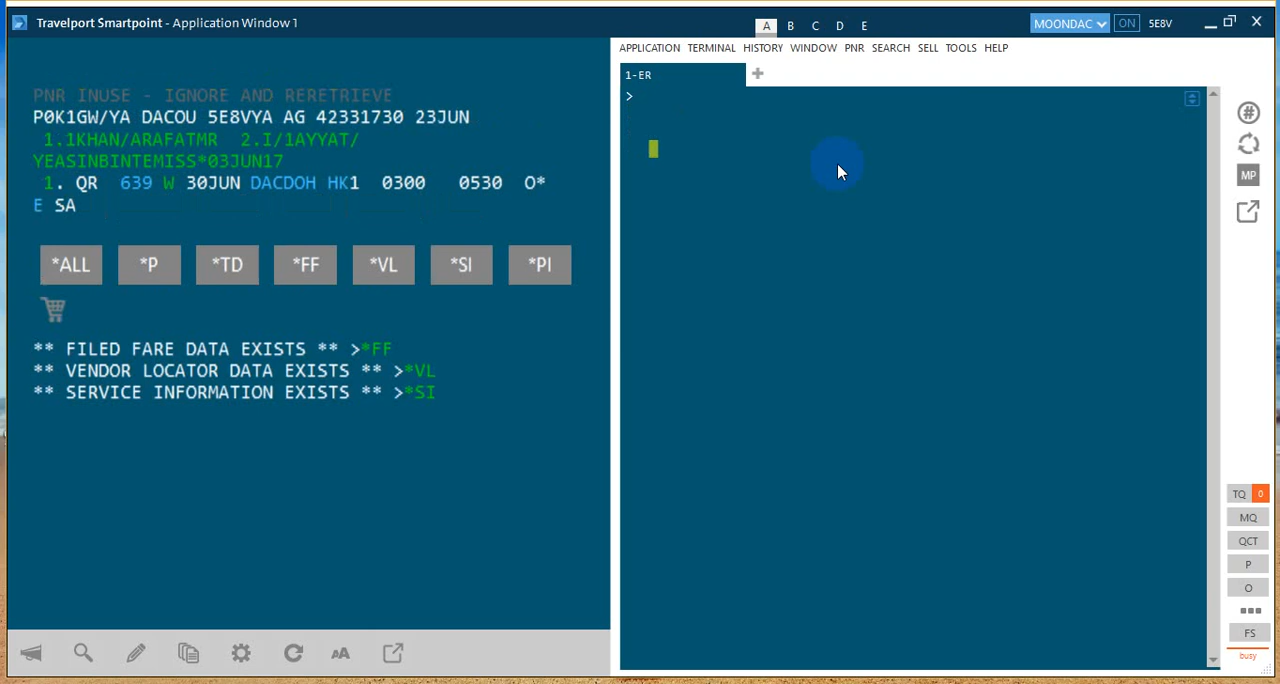 Travelport Smartpoint - Application Window 1
A B C D E
MOONDAC ON 5E8V
APPLICATION TERMINAL HISTORY WINDOW PNR SEARCH SELL TOOLS HELP
1-ER
>
PNR INUSE - IGNORE AND RERETRIEVE
P0K1GW/YA DACOU 5E8VYA AG 42331730 23JUN
1.1KHAN/ARAFATMR 2.I/1AYYAT/
YEASINBINTEMISS*03JUN17
1. QR 639 W 30JUN DACDOH HK1 0300 0530 O*
E SA
*ALL *P *TD *FF *VL *SI *PI
** FILED FARE DATA EXISTS ** >*FF
** VENDOR LOCATOR DATA EXISTS ** >*VL
** SERVICE INFORMATION EXISTS ** >*SI
AA
#
MP
TQ 0
MQ
QCT
P
O
FS
busy